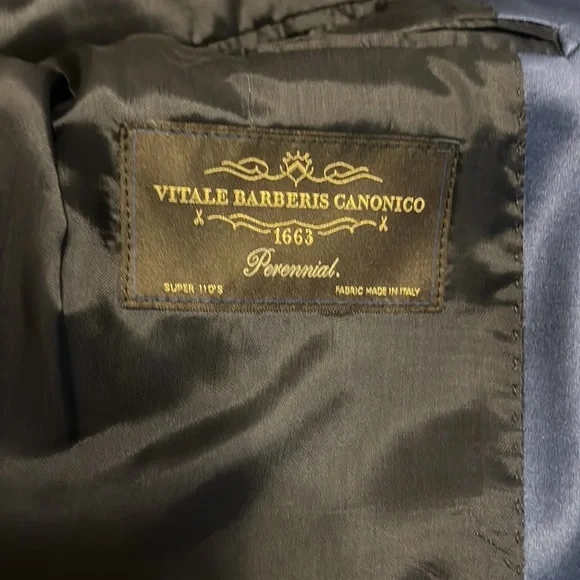 VITALE BARBERIS CANONICO
1663
Perennial.
SUPER 110'S FABRIC MADE IN ITALY